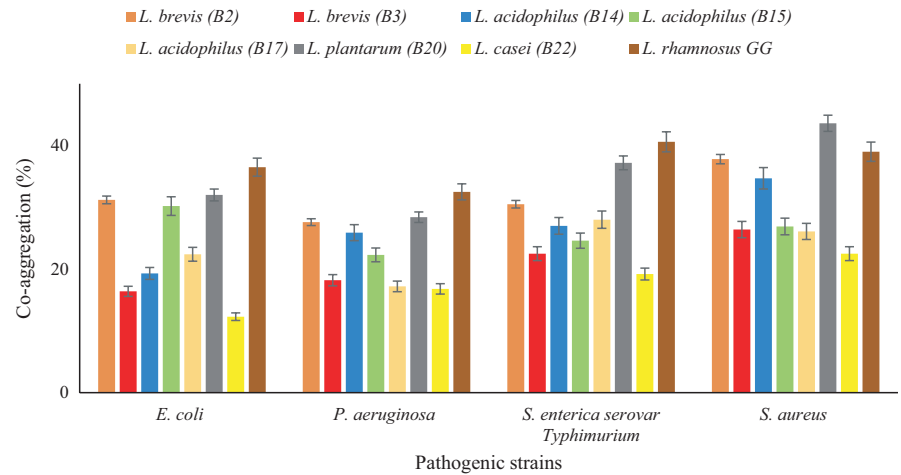 L. brevis (B2) L. brevis (B3) L. acidophilus (B14) L. acidophilus (B15)
L. acidophilus (B17) L. plantarum (B20) L. casei (B22) L. rhamnosus GG
Co-aggregation (%)
40
20
0
E. coli P. aeruginosa S. enterica serovar S. aureus
Typhimurium
Pathogenic strains